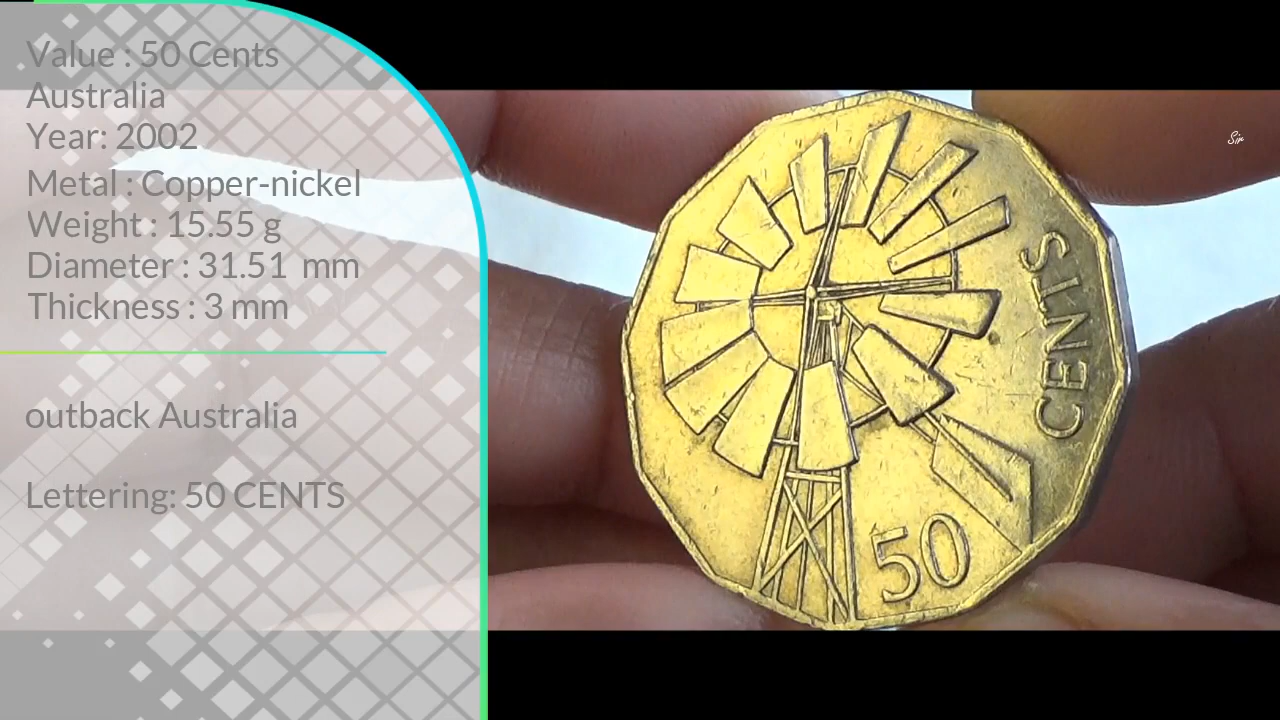 Value : 50 Cents
Australia
Year: 2002
Metal : Copper-nickel
Weight : 15.55 g
Diameter : 31.51 mm
Thickness : 3 mm
outback Australia
Lettering: 50 CENTS
CENTS
50
Sir